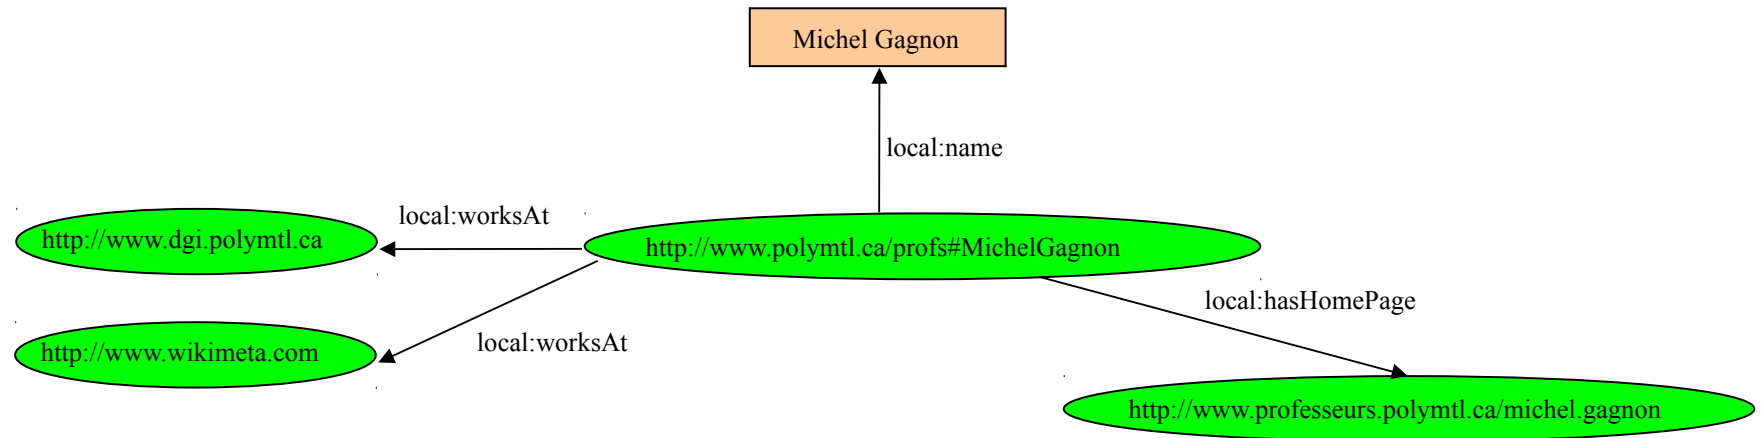 Michel Gagnon
local:name
local:worksAt
http://www.dgi.polymtl.ca
http://www.polymtl.ca/profs#MichelGagnon
local:hasHomePage
local:worksAt
http://www.wikimeta.com
http://www.professeurs.polymtl.ca/michel.gagnon